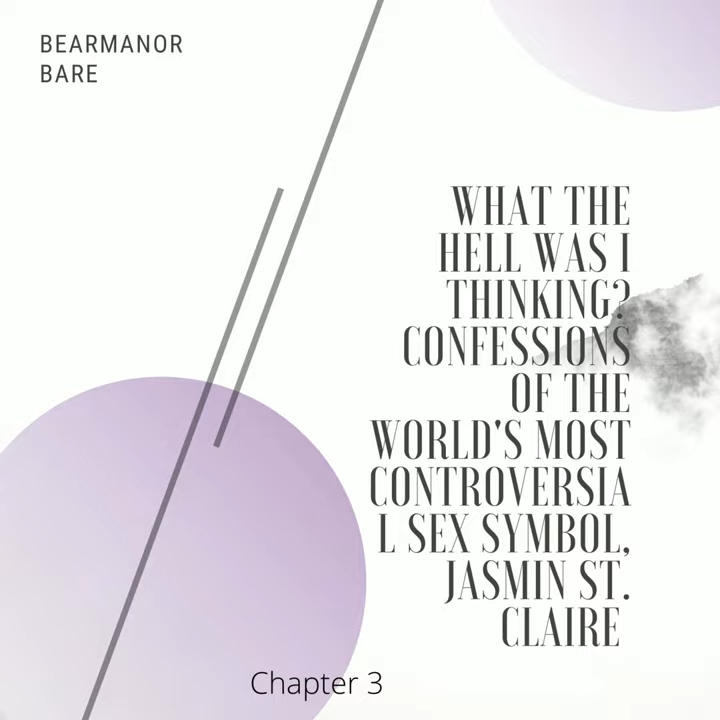 BEARMANOR
BARE
WHAT THE
HELL WAS I
THINKING?
CONFESSIONS
OF THE
WORLD'S MOST
CONTROVERSIA
L SEX SYMBOL,
JASMIN ST.
CLAIRE
Chapter 3